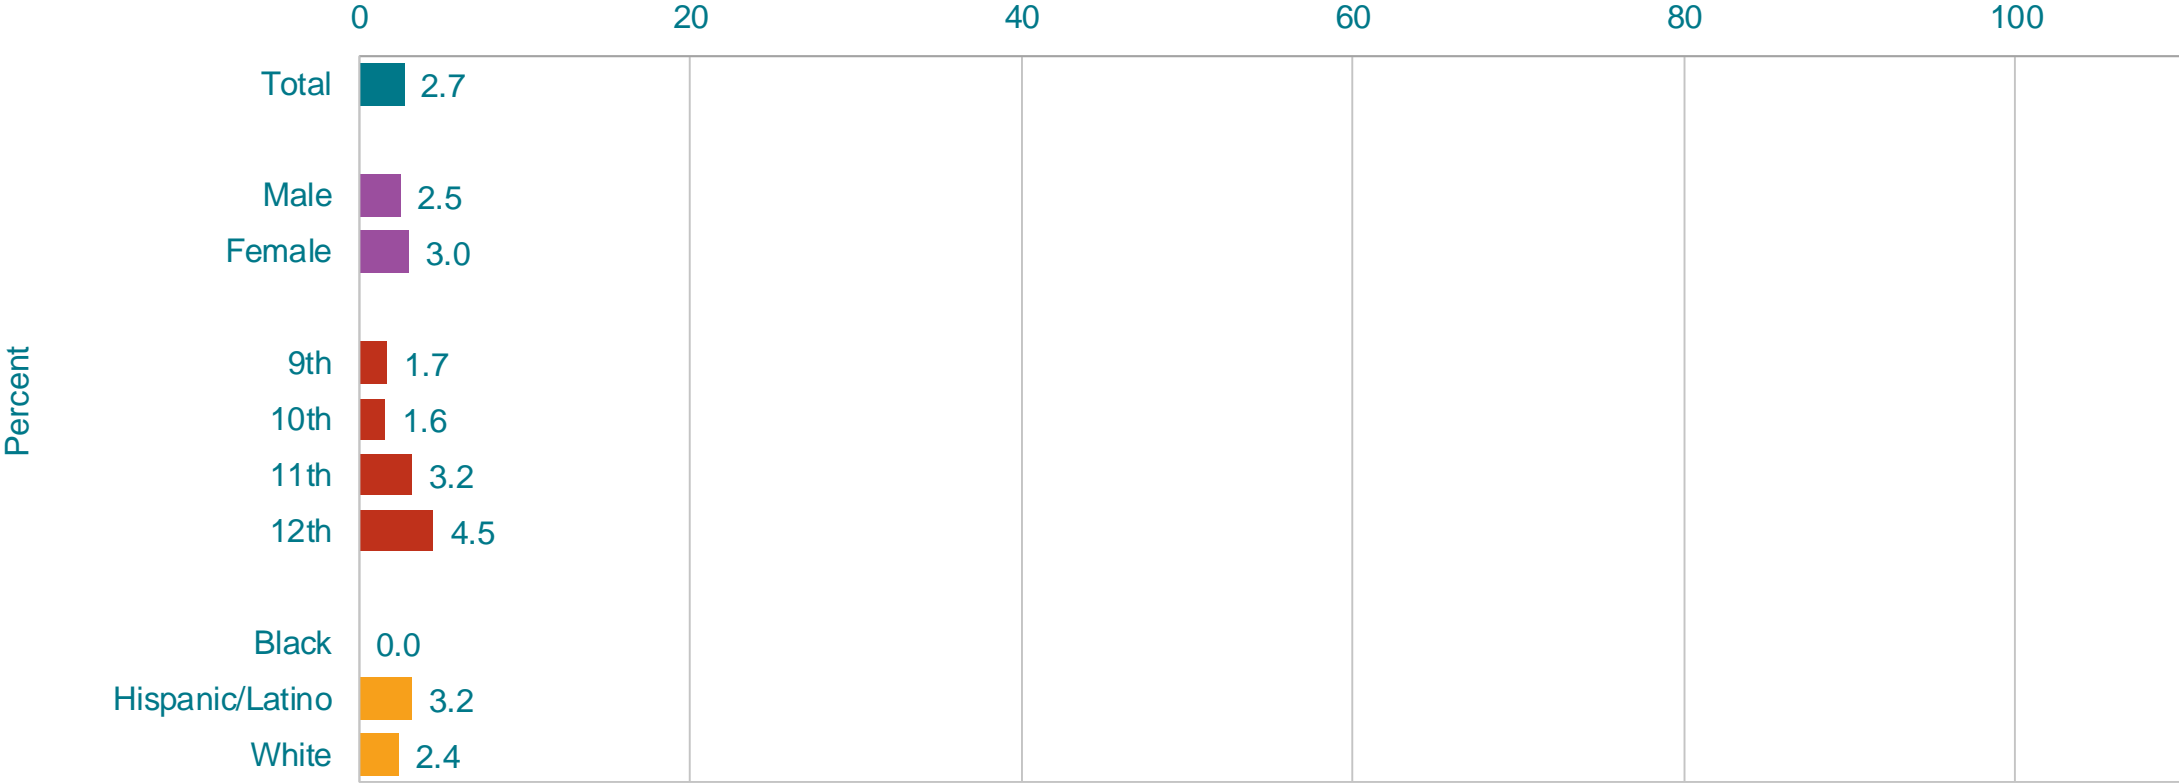 0 20 40 60 80 100
Total 2.7
Male 2.5
Female 3.0
Percent
9th 1.7
10th 1.6
11th 3.2
12th 4.5
Black 0.0
Hispanic/Latino 3.2
White 2.4